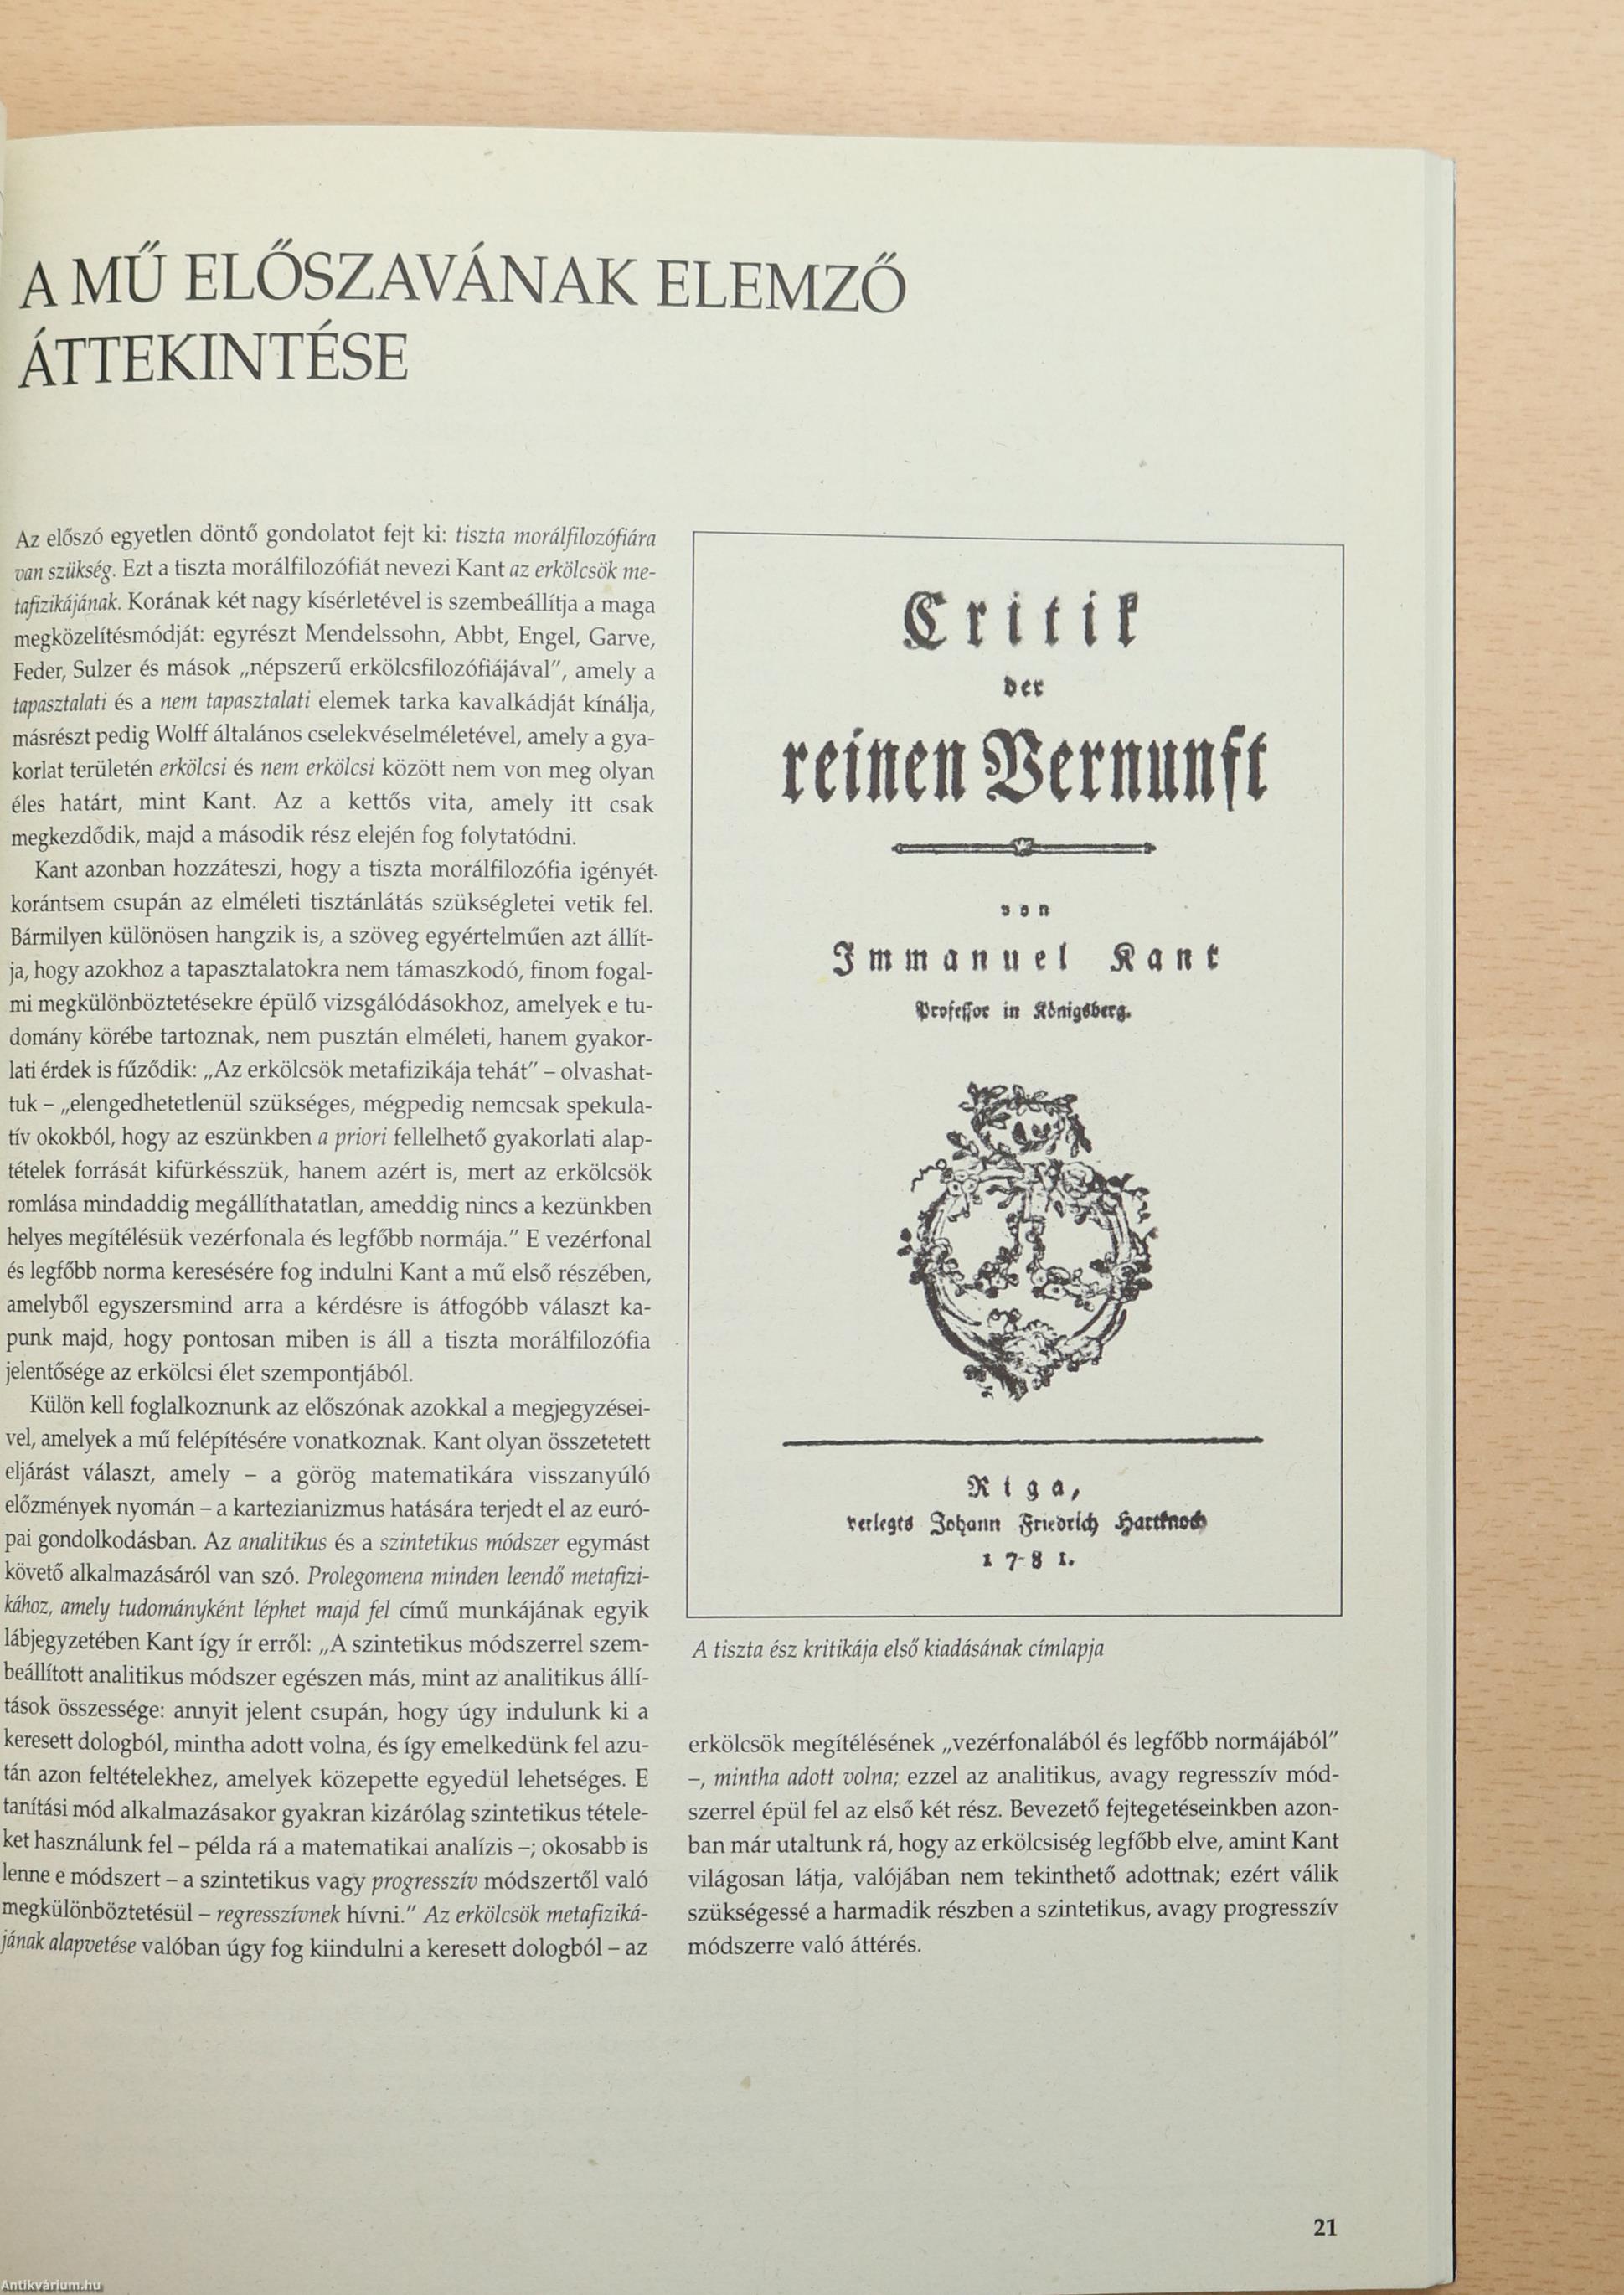 A MŰ ELŐSZAVÁNAK ELEMZŐ
ÁTTEKINTÉSE
Az előszó egyetlen döntő gondolatot fejt ki: tiszta morálfilozófiára
van szükség. Ezt a tiszta morálfilozófiát nevezi Kant az erkölcsök me-
tafizikájának. Korának két nagy kísérletével is szembeállítja a maga
megközelítésmódját: egyrészt Mendelssohn, Abbt, Engel, Garve,
Feder, Sulzer és mások „népszerű erkölcsfilozófiájával", amely a
tapasztalati és a nem tapasztalati elemek tarka kavalkádját kínálja,
másrészt pedig Wolff általános cselekvéselméletével, amely a gya-
korlat területén erkölcsi és nem erkölcsi között nem von meg olyan
éles határt, mint Kant. Az a kettős vita, amely itt csak
megkezdődik, majd a második rész elején fog folytatódni.
Kant azonban hozzáteszi, hogy a tiszta morálfilozófia igényét
korántsem csupán az elméleti tisztánlátás szükségletei vetik fel.
Bármilyen különösen hangzik is, a szöveg egyértelműen azt állít-
ja, hogy azokhoz a tapasztalatokra nem támaszkodó, finom fogal-
mi megkülönböztetésekre épülő vizsgálódásokhoz, amelyek e tu-
domány körébe tartoznak, nem pusztán elméleti, hanem gyakor-
lati érdek is fűződik: „Az erkölcsök metafizikája tehát" – olvashat-
tuk – „elengedhetetlenül szükséges, mégpedig nemcsak spekula-
tív okokból, hogy az eszünkben a priori fellelhető gyakorlati alap-
tételek forrását kifürkésszük, hanem azért is, mert az erkölcsök
romlása mindaddig megállíthatatlan, ameddig nincs a kezünkben
helyes megítélésük vezérfonala és legfőbb normája." E vezérfonal
és legfőbb norma keresésére fog indulni Kant a mű első részében,
amelyből egyszersmind arra a kérdésre is átfogóbb választ ka-
punk majd, hogy pontosan miben is áll a tiszta morálfilozófia
jelentősége az erkölcsi élet szempontjából.
Külön kell foglalkoznunk az előszónak azokkal a megjegyzései-
vel, amelyek a mű felépítésére vonatkoznak. Kant olyan összetetett
eljárást választ, amely – a görög matematikára visszanyúló
előzmények nyomán – a kartezianizmus hatására terjedt el az euró-
pai gondolkodásban. Az analitikus és a szintetikus módszer egymást
követő alkalmazásáról van szó. Prolegomena minden leendő metafizi-
kához, amely tudományként léphet majd fel című munkájának egyik
lábjegyzetében Kant így ír erről: „A szintetikus módszerrel szem-
beállított analitikus módszer egészen más, mint az analitikus állí-
tások összessége: annyit jelent csupán, hogy úgy indulunk ki a
keresett dologból, mintha adott volna, és így emelkedünk fel azu-
tán azon feltételekhez, amelyek közepette egyedül lehetséges. E
tanítási mód alkalmazásakor gyakran kizárólag szintetikus tétele-
ket használunk fel – példa rá a matematikai analízis –; okosabb is
lenne e módszert – a szintetikus vagy progresszív módszertől való
megkülönböztetésül – regresszívnek hívni." Az erkölcsök metafiziká-
jának alapvetése valóban úgy fog kiindulni a keresett dologból – az
Critik
der
reinen Vernunft
von
Immanuel Kant
Professor in Königsberg.
Riga,
verlegts Johann Friedrich Hartknoch
1781.
A tiszta ész kritikája első kiadásának címlapja
erkölcsök megítélésének „vezérfonalából és legfőbb normájából"
–, mintha adott volna; ezzel az analitikus, avagy regresszív mód-
szerrel épül fel az első két rész. Bevezető fejtegetéseinkben azon-
ban már utaltunk rá, hogy az erkölcsiség legfőbb elve, amint Kant
világosan látja, valójában nem tekinthető adottnak; ezért válik
szükségessé a harmadik részben a szintetikus, avagy progresszív
módszerre való áttérés.
21
Antikvárium.hu